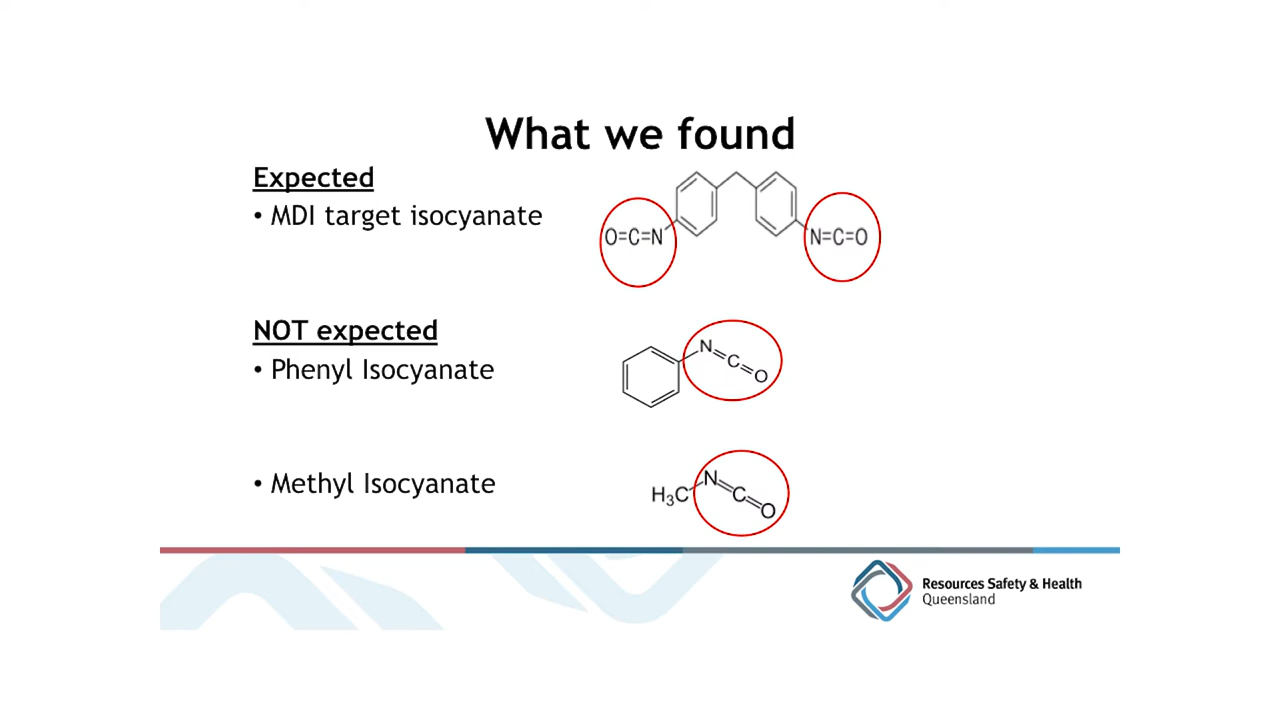 What we found
Expected
• MDI target isocyanate
O=C=N
N=C=O
NOT expected
• Phenyl Isocyanate
N=C=O
• Methyl Isocyanate
H₃C N=C=O
Resources Safety & Health
Queensland